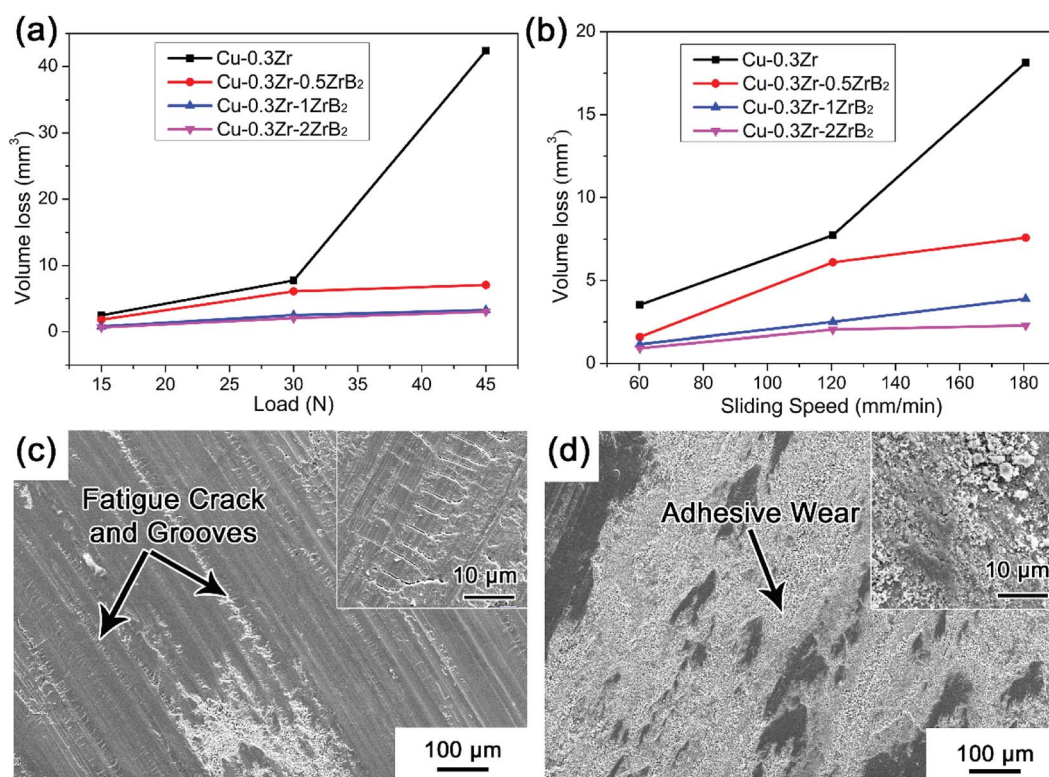 (a)
Cu-0.3Zr
Cu-0.3Zr-0.5ZrB₂
Cu-0.3Zr-1ZrB₂
Cu-0.3Zr-2ZrB₂
Volume loss (mm³)
40
30
20
10
0
15
20
25
30
35
40
45
Load (N)
(b)
Cu-0.3Zr
Cu-0.3Zr-0.5ZrB₂
Cu-0.3Zr-1ZrB₂
Cu-0.3Zr-2ZrB₂
Volume loss (mm³)
20
15
10
5
0
60
80
100
120
140
160
180
Sliding Speed (mm/min)
(c)
Fatigue Crack
and Grooves
10 µm
100 µm
(d)
Adhesive Wear
10 µm
100 µm